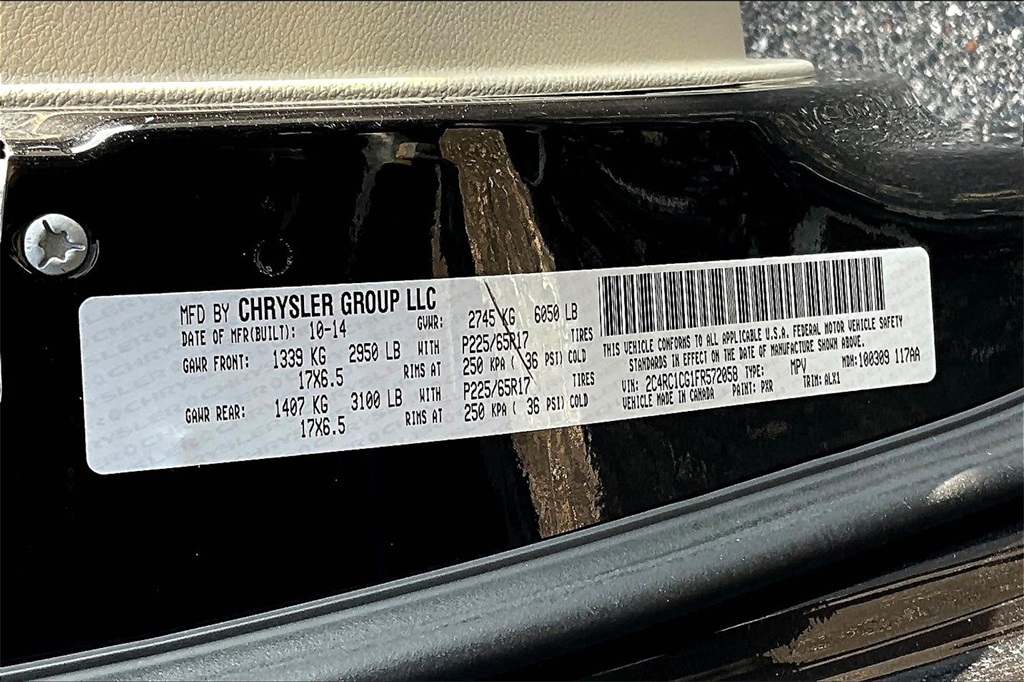 MFD BY CHRYSLER GROUP LLC
DATE OF MFR(BUILT): 10-14 GVWR: 2745 KG 6050 LB
GAWR FRONT: 1339 KG 2950 LB WITH P225/65R17 TIRES
17X6.5 RIMS AT 250 KPA ( 36 PSI) COLD
GAWR REAR: 1407 KG 3100 LB WITH P225/65R17 TIRES
17X6.5 RIMS AT 250 KPA ( 36 PSI) COLD
THIS VEHICLE CONFORMS TO ALL APPLICABLE U.S.A. FEDERAL MOTOR VEHICLE SAFETY
STANDARDS IN EFFECT ON THE DATE OF MANUFACTURE SHOWN ABOVE.
VIN: 2C4RC1CG1FR572058 TYPE: MPV MDH: 100309 117AA
VEHICLE MADE IN CANADA PAINT: PXR TRIM: ALX1